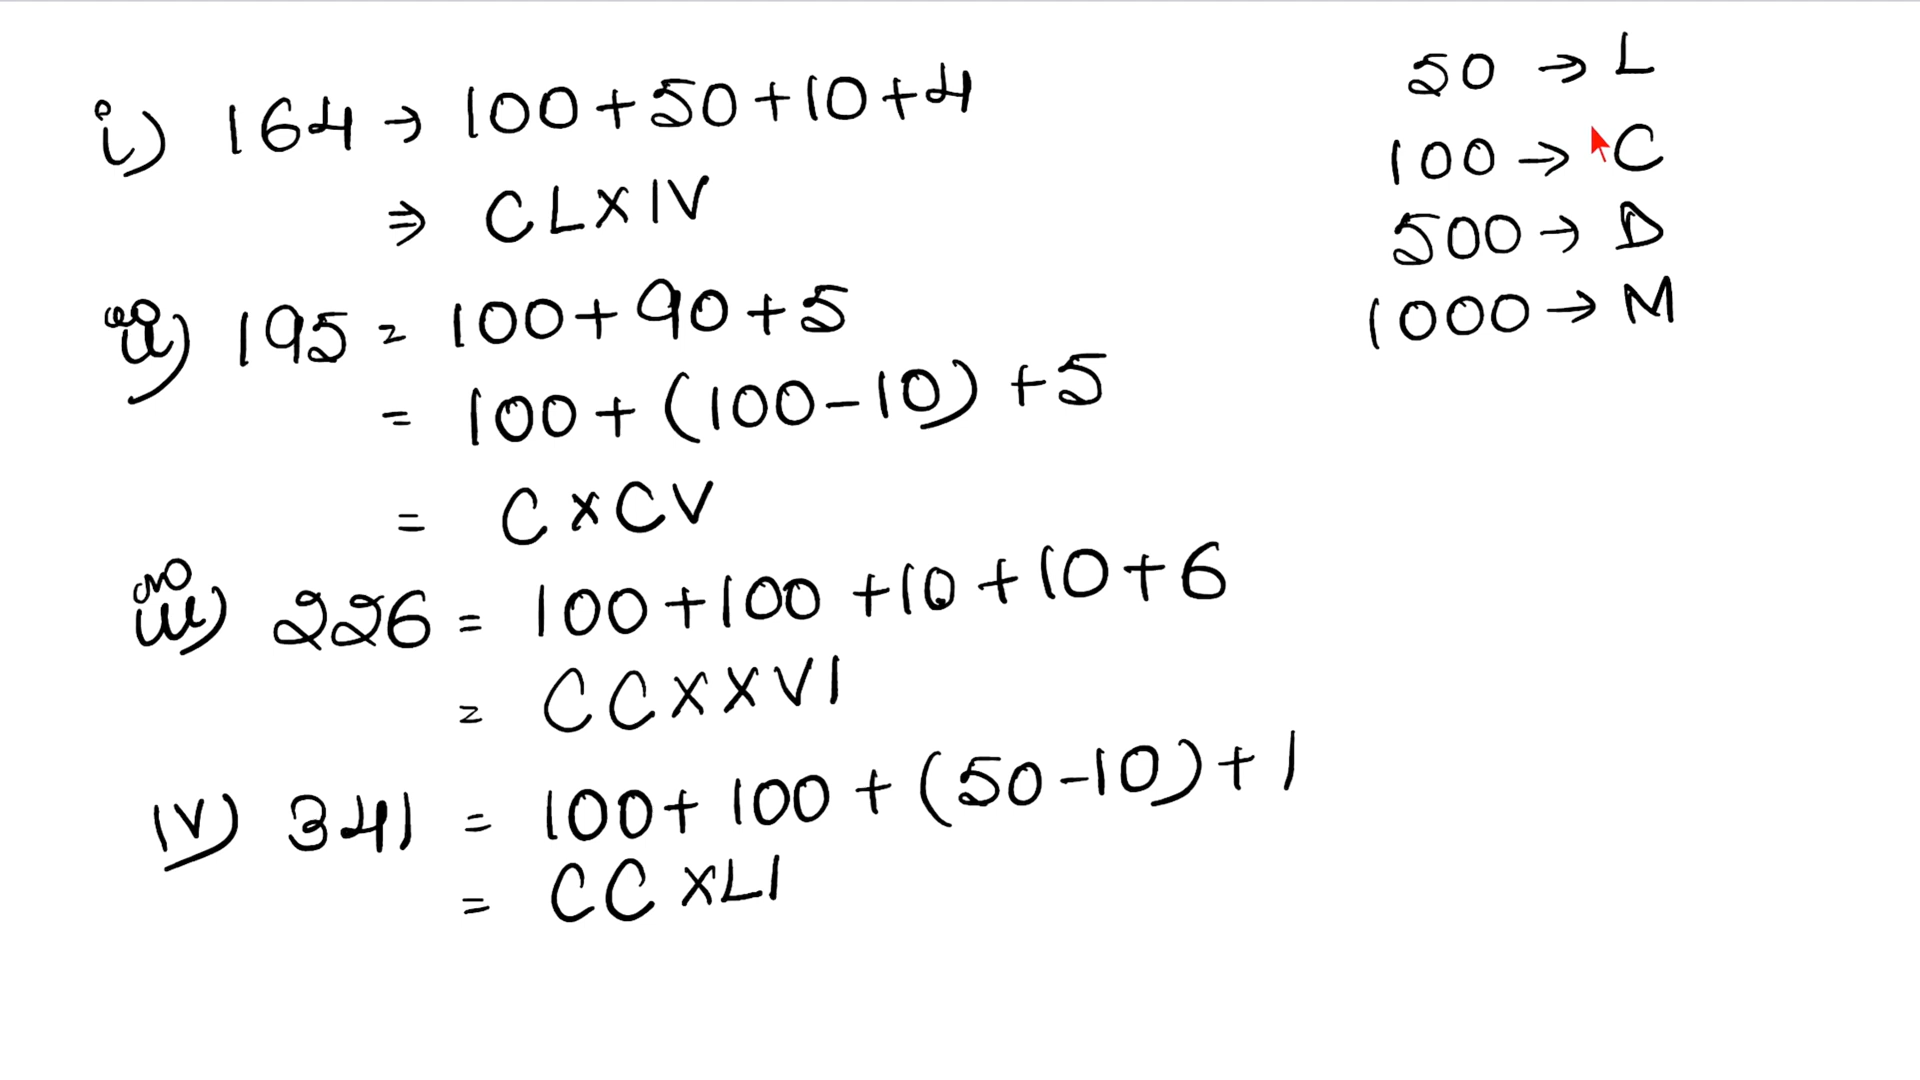 i) 164 → 100+50+10+4
⇒ CLXIV
ii) 195 = 100+90+5
= 100+(100-10)+5
= CXCV
iii) 226 = 100+100+10+10+6
= CCXXVI
IV) 341 = 100+100+(50-10)+1
= CCXLI
50 → L
100 → C
500 → D
1000 → M